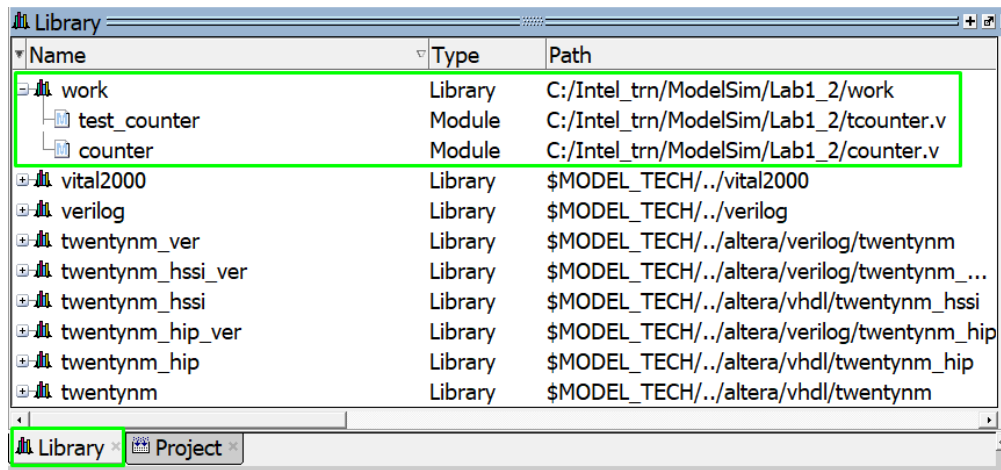 Library
Name Type Path
work Library C:/Intel_trn/ModelSim/Lab1_2/work
M test_counter Module C:/Intel_trn/ModelSim/Lab1_2/tcounter.v
M counter Module C:/Intel_trn/ModelSim/Lab1_2/counter.v
vital2000 Library $MODEL_TECH/../vital2000
verilog Library $MODEL_TECH/../verilog
twentynm_ver Library $MODEL_TECH/../altera/verilog/twentynm
twentynm_hssi_ver Library $MODEL_TECH/../altera/verilog/twentynm_...
twentynm_hssi Library $MODEL_TECH/../altera/vhdl/twentynm_hssi
twentynm_hip_ver Library $MODEL_TECH/../altera/verilog/twentynm_hip
twentynm_hip Library $MODEL_TECH/../altera/vhdl/twentynm_hip
twentynm Library $MODEL_TECH/../altera/vhdl/twentynm
Library Project